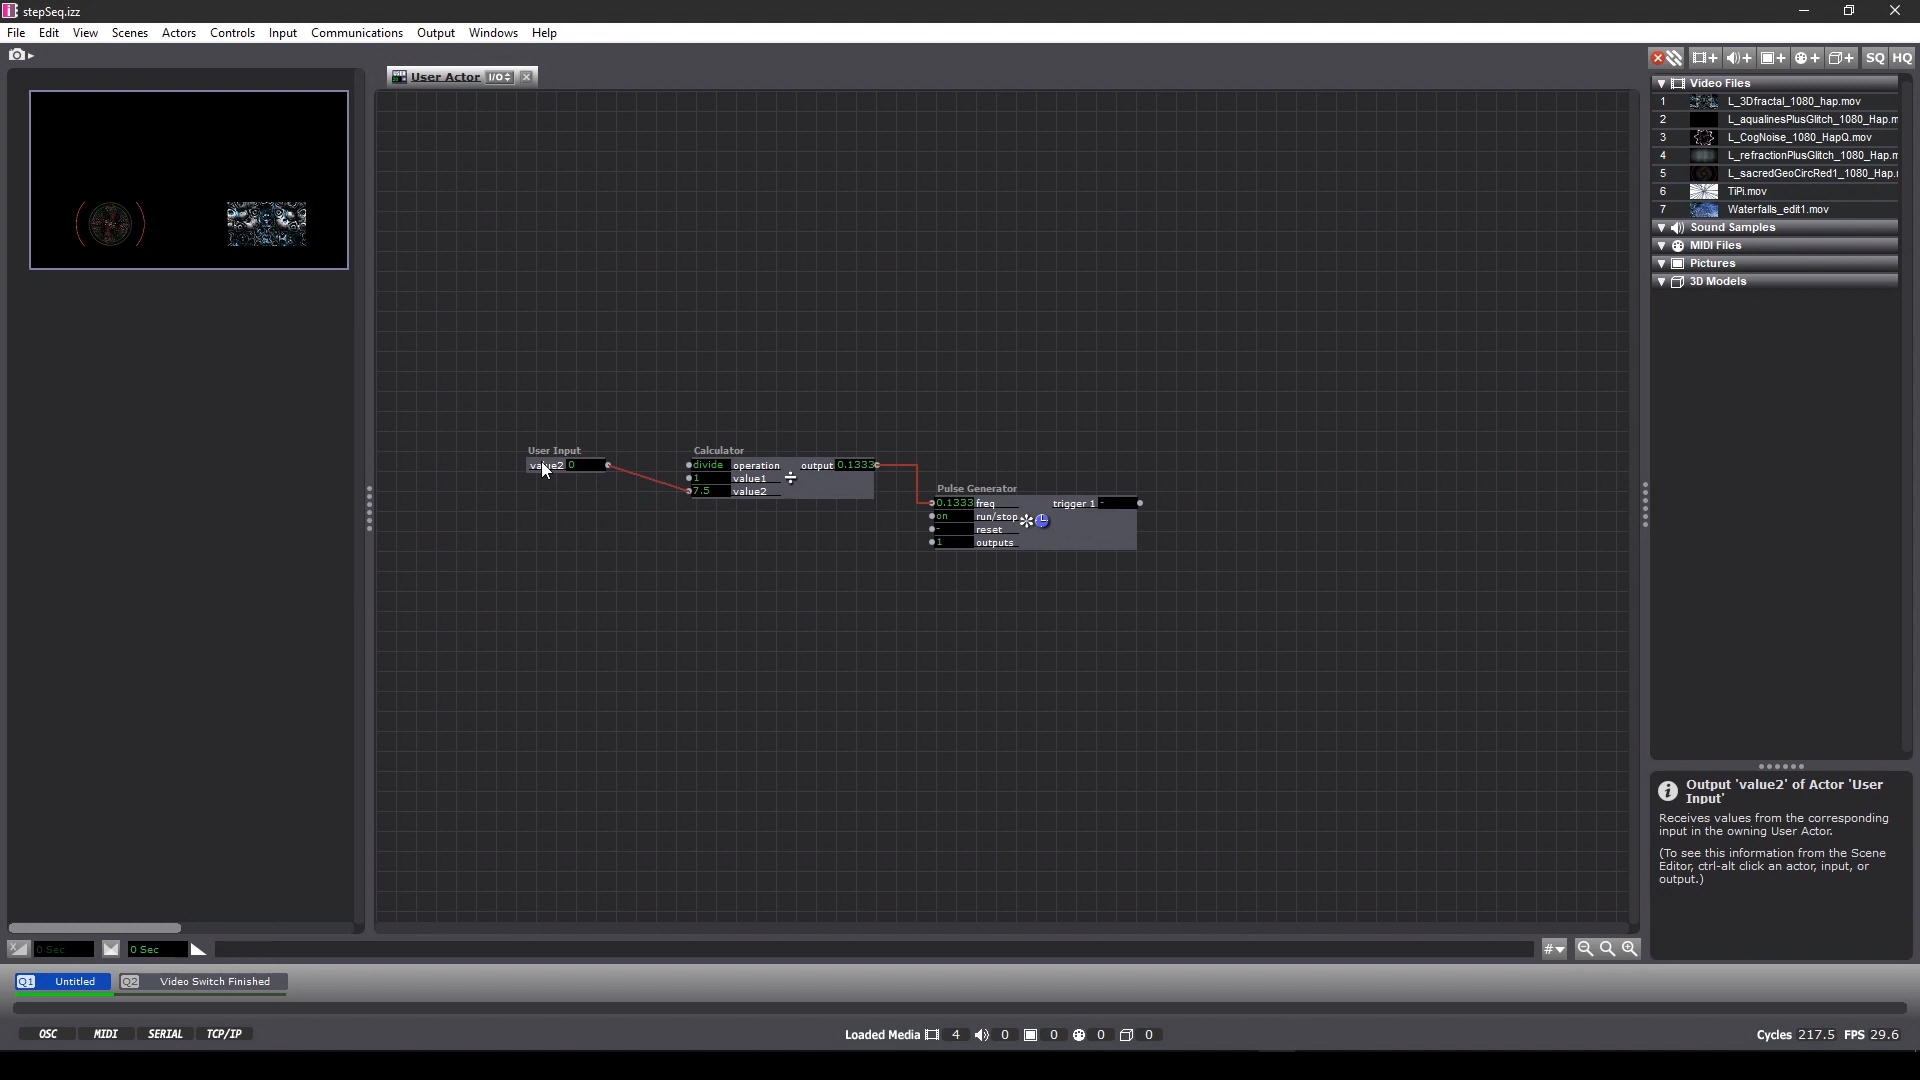 stepSeq.izz
File Edit View Scenes Actors Controls Input Communications Output Windows Help
User Actor I/O
SQ HQ
Video Files
1 L_3Dfractal_1080_hap.mov
2 L_aqualinesPlusGlitch_1080_Hap.m
3 L_CogNoise_1080_HapQ.mov
4 L_refractionPlusGlitch_1080_Hap.m
5 L_sacredGeoCircRed1_1080_Hap.
6 TiPi.mov
7 Waterfalls_edit1.mov
Sound Samples
MIDI Files
Pictures
3D Models
User Input
value2 0
Calculator
divide operation output 0.1333
1 value1
7.5 value2
Pulse Generator
0.1333 freq trigger 1 -
on run/stop
- reset
1 outputs
Output 'value2' of Actor 'User
Input'
Receives values from the corresponding
input in the owning User Actor.
(To see this information from the Scene
Editor, ctrl-alt click an actor, input, or
output.)
0 Sec 0 Sec #
Q1 Untitled Q2 Video Switch Finished
OSC MIDI SERIAL TCP/IP
Loaded Media 4 0 0 0 0
Cycles 217.5 FPS 29.6